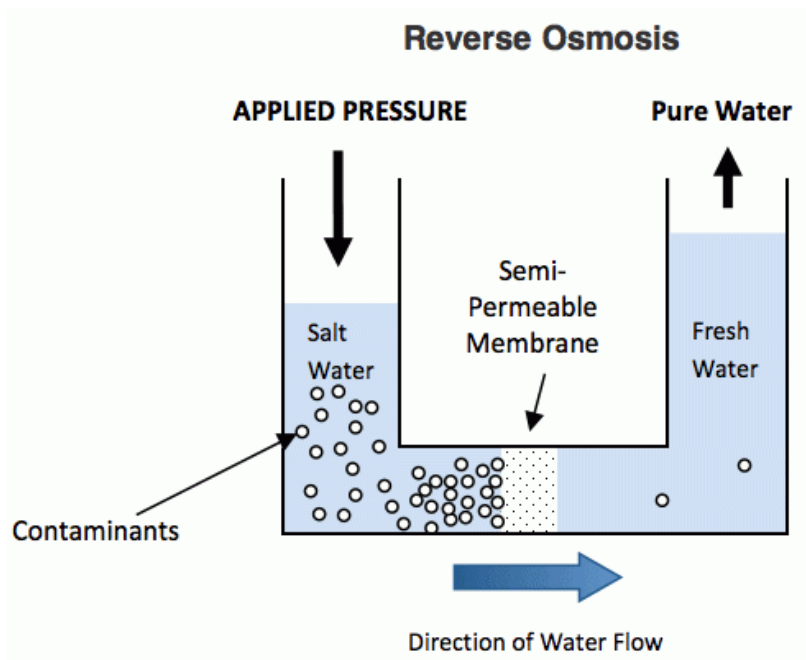 Reverse Osmosis
APPLIED PRESSURE
Pure Water
Semi-
Permeable
Membrane
Salt
Water
Fresh
Water
Contaminants
Direction of Water Flow